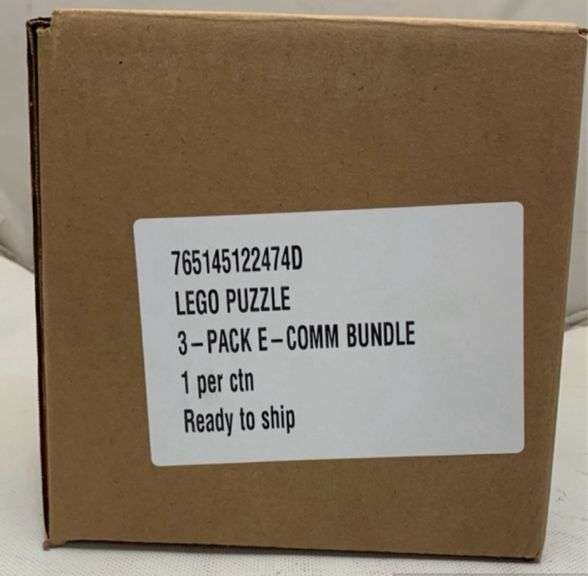 765145122474D
LEGO PUZZLE
3-PACK E-COMM BUNDLE
1 per ctn
Ready to ship